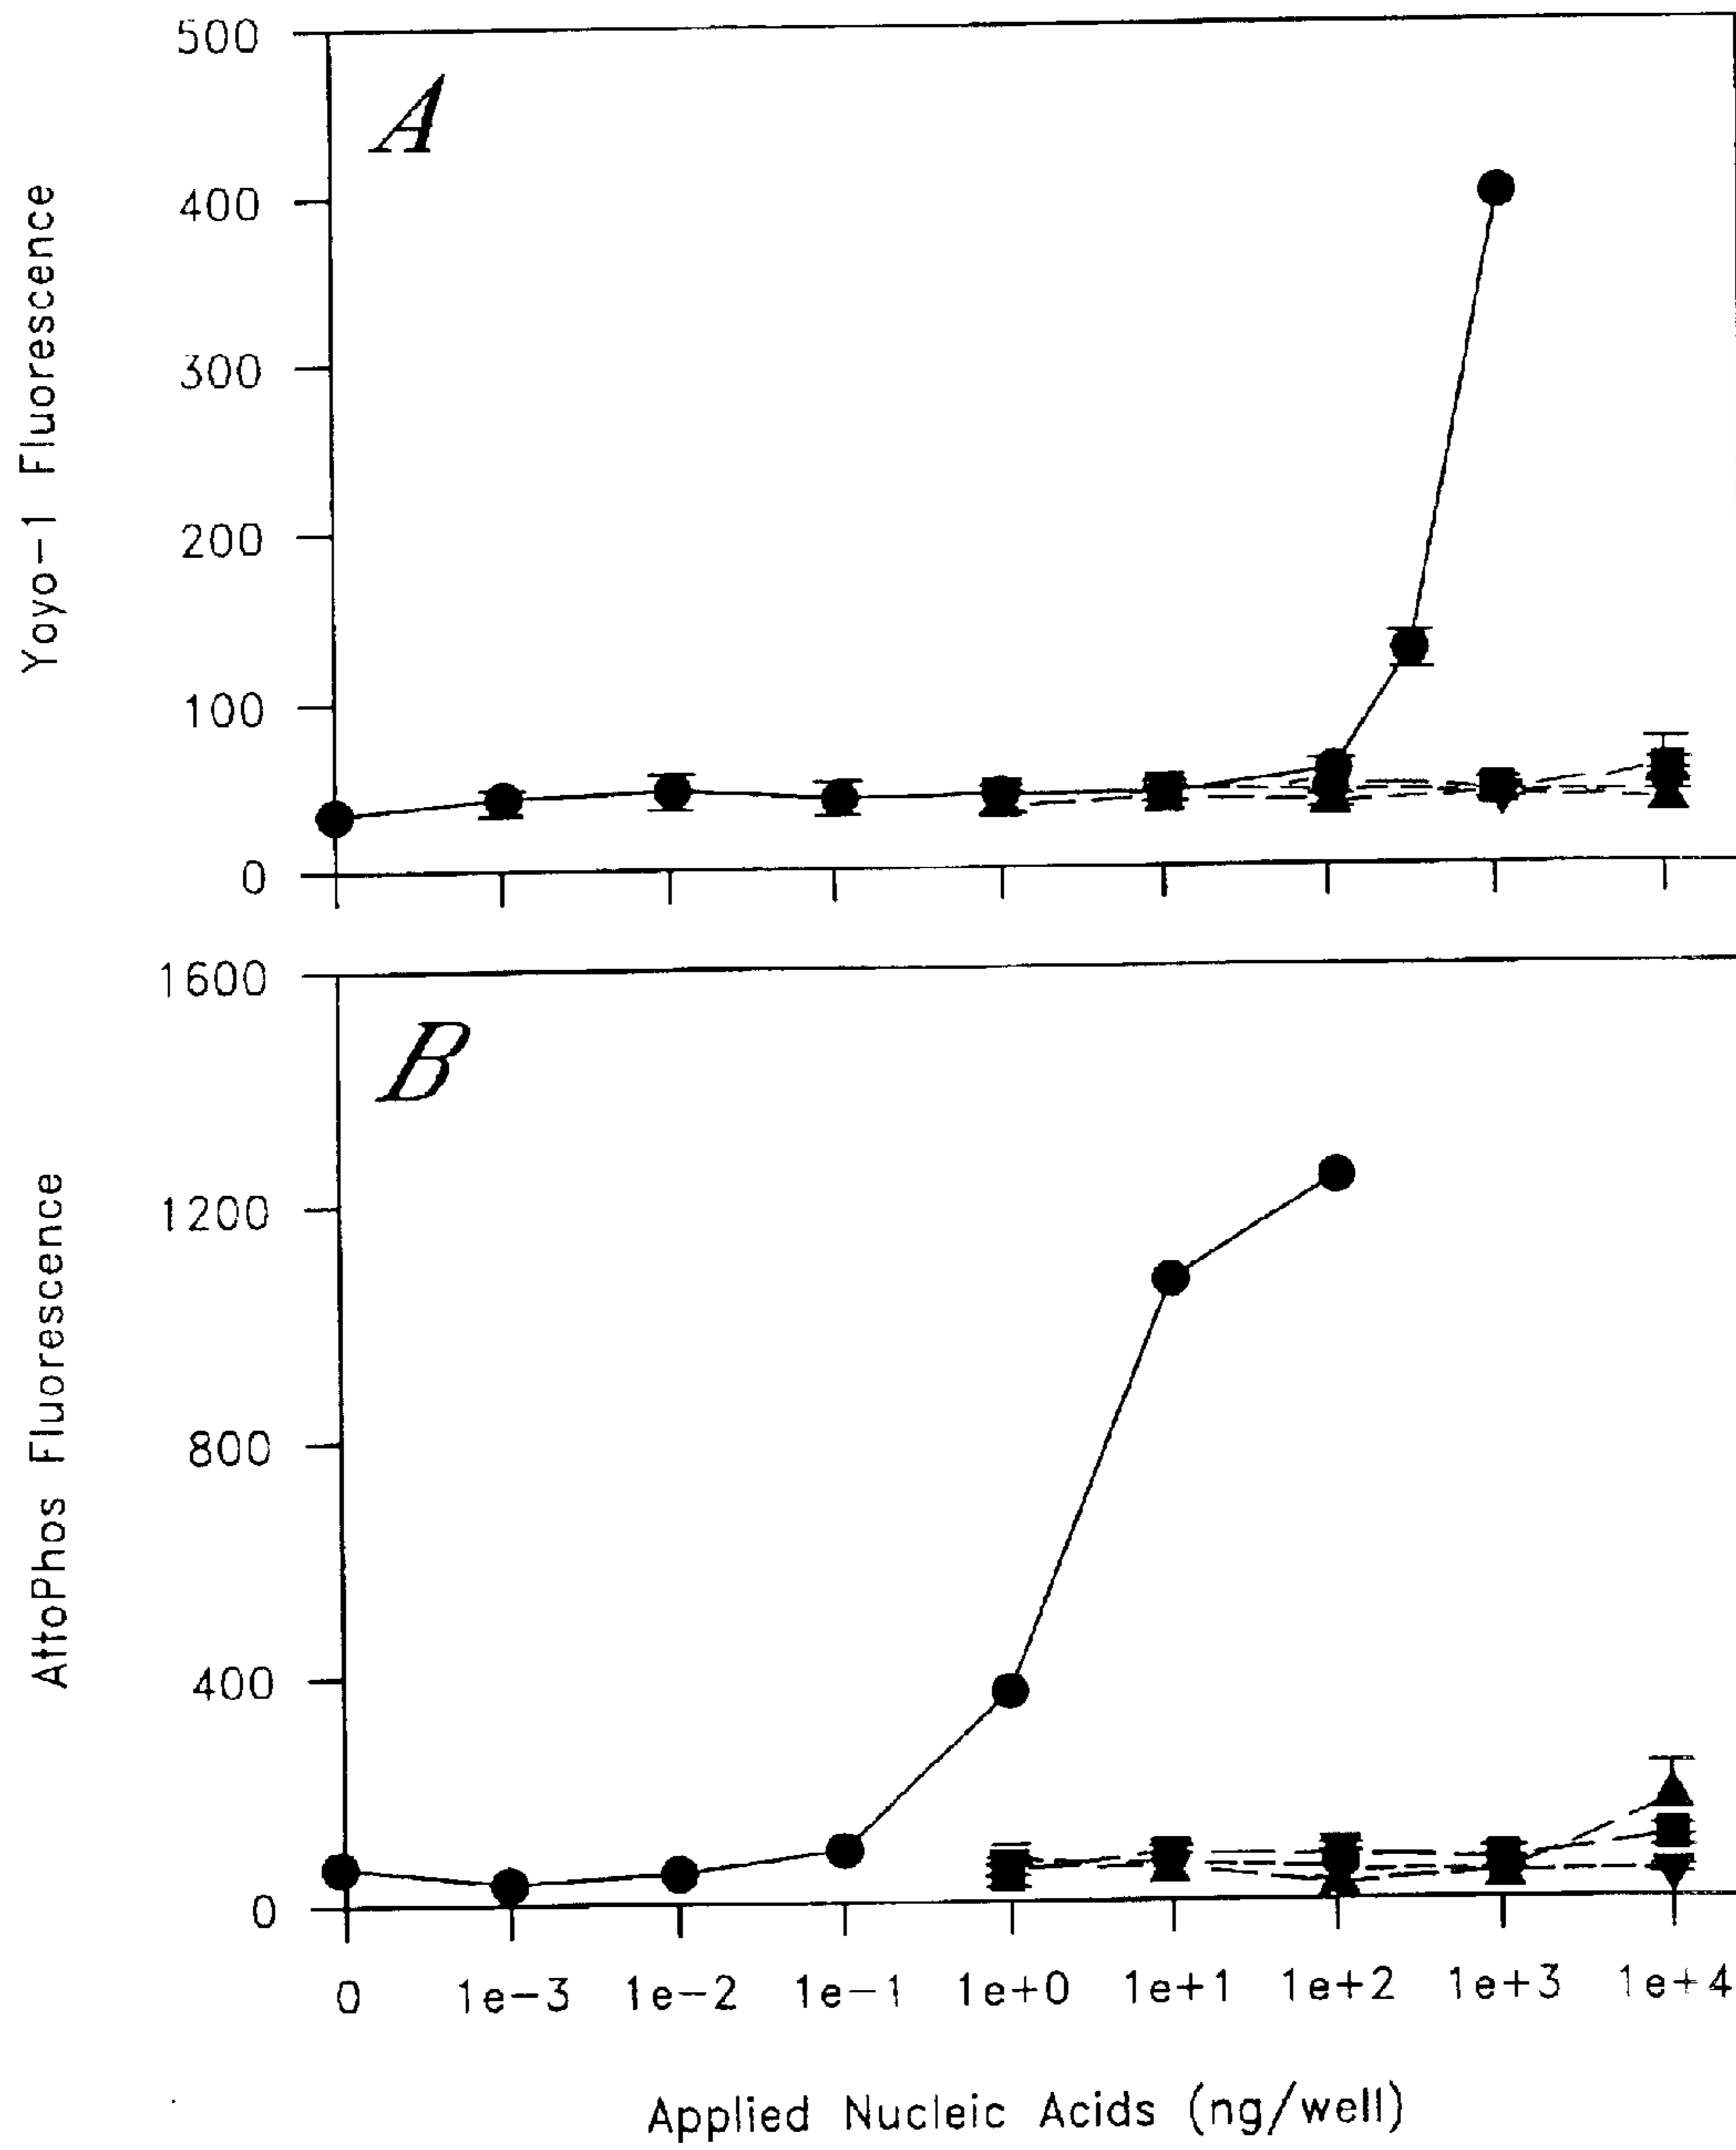 A
500
400
300
200
100
0
Yoyo-1 Fluorescence
B
1600
1200
800
400
0
AttoPhos Fluorescence
0 1e-3 1e-2 1e-1 1e+0 1e+1 1e+2 1e+3 1e+4
Applied Nucleic Acids (ng/well)